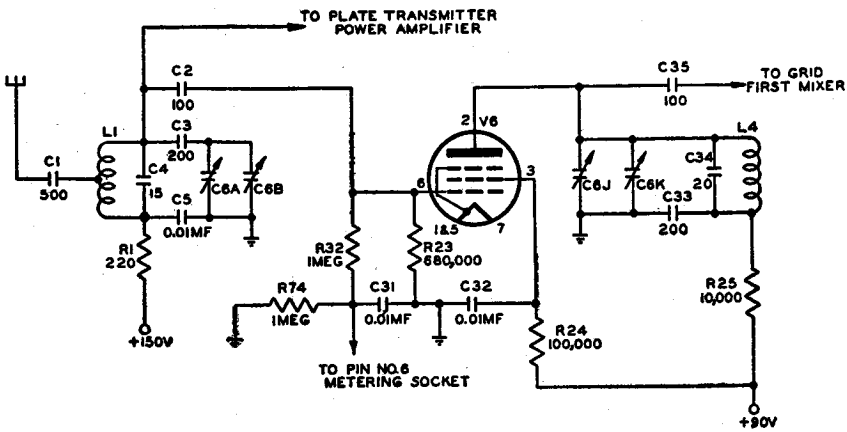 TO PLATE TRANSMITTER
POWER AMPLIFIER
C2
100
C35
100
TO GRID
FIRST MIXER
L1
C3
200
2 V6
L4
C1
500
C4
15
C6A
C6B
6
3
C6J
C6K
C34
20
C5
0.01MF
1&5
7
C33
200
R1
220
R32
1MEG
R23
680,000
R25
10,000
R74
1MEG
C31
0.01MF
C32
0.01MF
R24
100,000
+150V
TO PIN NO.6
METERING SOCKET
+90V